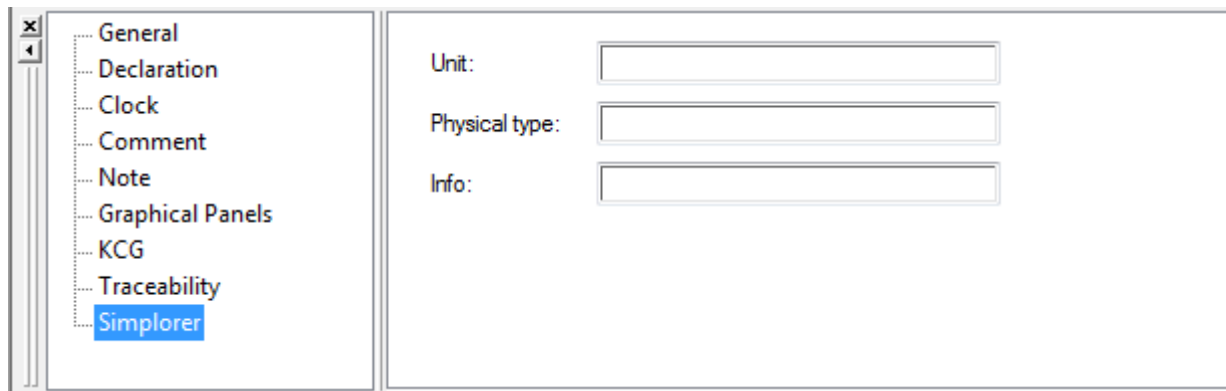 General
Declaration
Clock
Comment
Note
Graphical Panels
KCG
Traceability
Simplorer
Unit:
Physical type:
Info: